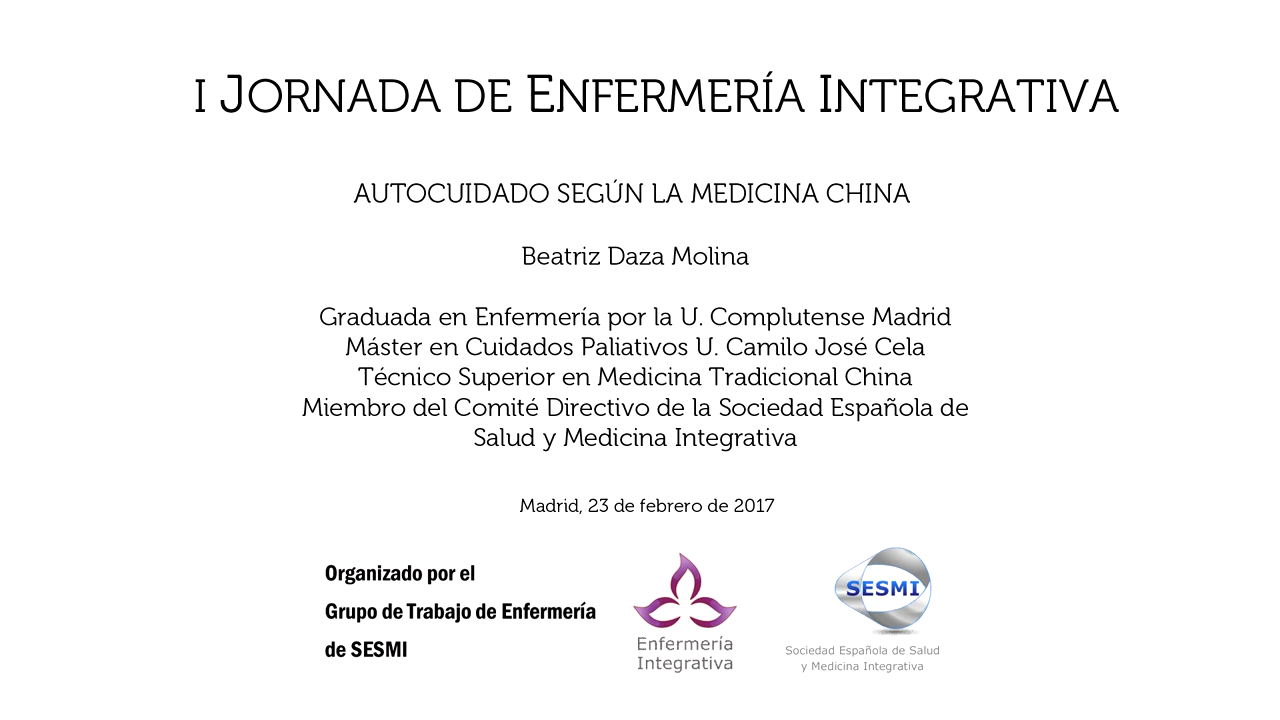 I JORNADA DE ENFERMERÍA INTEGRATIVA
AUTOCUIDADO SEGÚN LA MEDICINA CHINA
Beatriz Daza Molina
Graduada en Enfermería por la U. Complutense Madrid
Máster en Cuidados Paliativos U. Camilo José Cela
Técnico Superior en Medicina Tradicional China
Miembro del Comité Directivo de la Sociedad Española de
Salud y Medicina Integrativa
Madrid, 23 de febrero de 2017
Organizado por el
Grupo de Trabajo de Enfermería
de SESMI
Enfermería
Integrativa
SESMI
Sociedad Española de Salud
y Medicina Integrativa